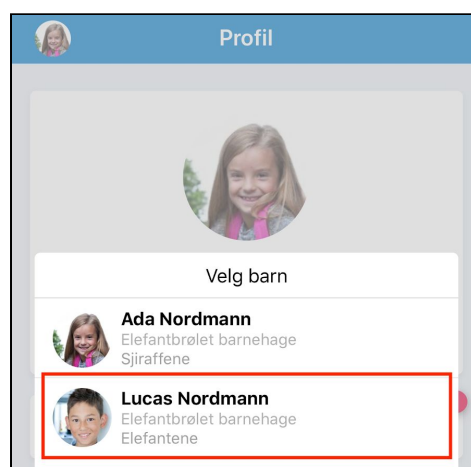 Profil
Velg barn
Ada Nordmann
Elefantbrølet barnehage
Sjiraffene
Lucas Nordmann
Elefantbrølet barnehage
Elefantene